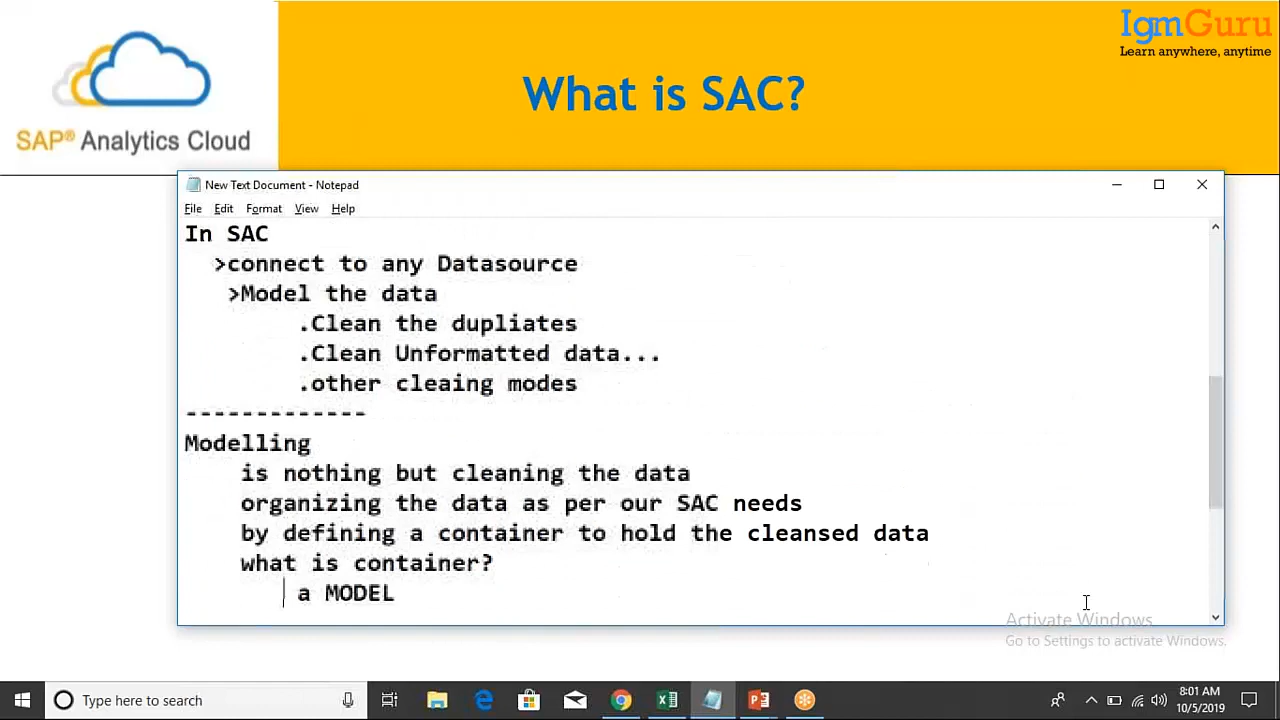 IgmGuru
Learn anywhere, anytime
What is SAC?
SAP® Analytics Cloud
New Text Document - Notepad
File Edit Format View Help
In SAC
>connect to any Datasource
>Model the data
.Clean the dupliates
.Clean Unformatted data...
.other cleaing modes
-------------
Modelling
is nothing but cleaning the data
organizing the data as per our SAC needs
by defining a container to hold the cleansed data
what is container?
a MODEL
Activate Windows
Go to Settings to activate Windows.
Type here to search
8:01 AM
10/5/2019